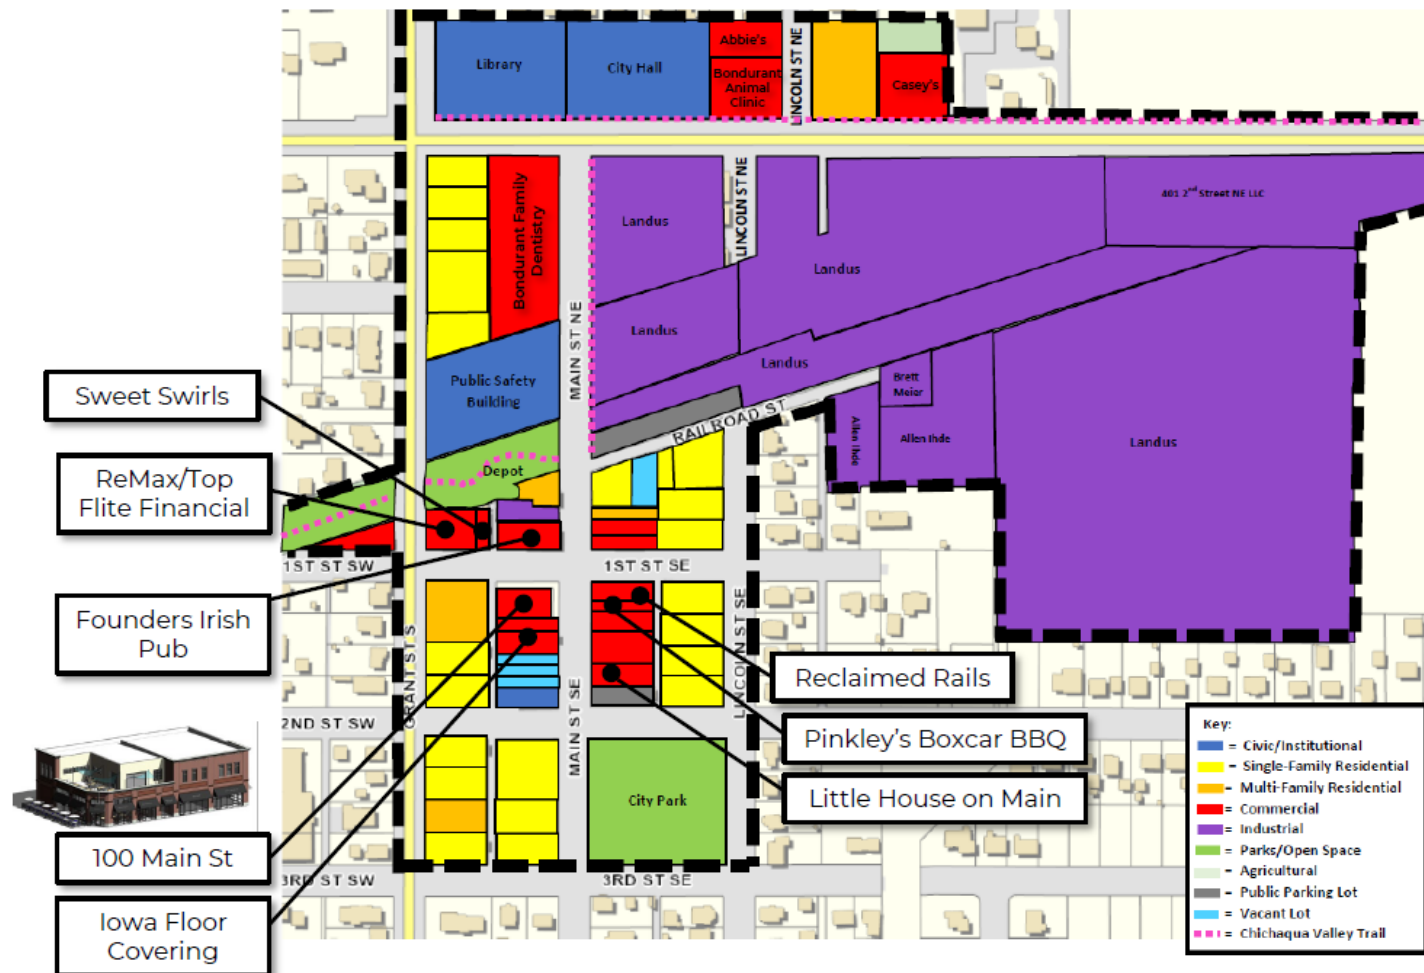 Library
City Hall
Abbie's
Bondurant
Animal
Clinic
LINCOLN ST NE
Casey's
Bondurant Family
Dentistry
MAIN ST NE
Landus
LINCOLN ST NE
Landus
401 2nd Street NE LLC
Landus
Landus
Public Safety
Building
RAILROAD ST
Brett
Meier
Allen Ihde
Allen Ihde
Landus
Depot
Sweet Swirls
ReMax/Top
Flite Financial
1ST ST SW
1ST ST SE
Founders Irish
Pub
GRANT ST S
MAIN ST SE
LINCOLN ST SE
Reclaimed Rails
2ND ST SW
Pinkley's Boxcar BBQ
Little House on Main
City Park
100 Main St
3RD ST SW
3RD ST SE
Iowa Floor
Covering
Key:
= Civic/Institutional
= Single-Family Residential
= Multi-Family Residential
= Commercial
= Industrial
= Parks/Open Space
= Agricultural
= Public Parking Lot
= Vacant Lot
= Chichaqua Valley Trail